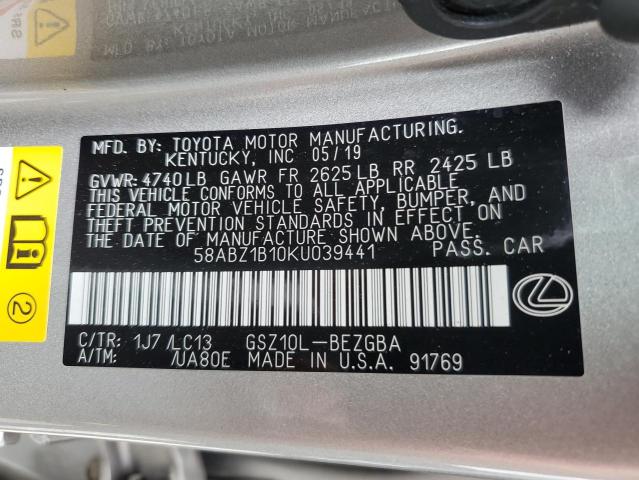 MFD. BY: TOYOTA MOTOR MANUFACTURING.
KENTUCKY, INC 05/19
GVWR: 4740LB GAWR FR 2625LB RR 2425 LB
THIS VEHICLE CONFORMS TO ALL APPLICABLE
FEDERAL MOTOR VEHICLE SAFETY, BUMPER, AND
THEFT PREVENTION STANDARDS IN EFFECT ON
THE DATE OF MANUFACTURE SHOWN ABOVE.
58ABZ1B10KU039441 PASS. CAR
C/TR: 1J7 /LC13 GSZ10L-BEZGBA
A/TM: /UA80E MADE IN U.S.A. 91769
2